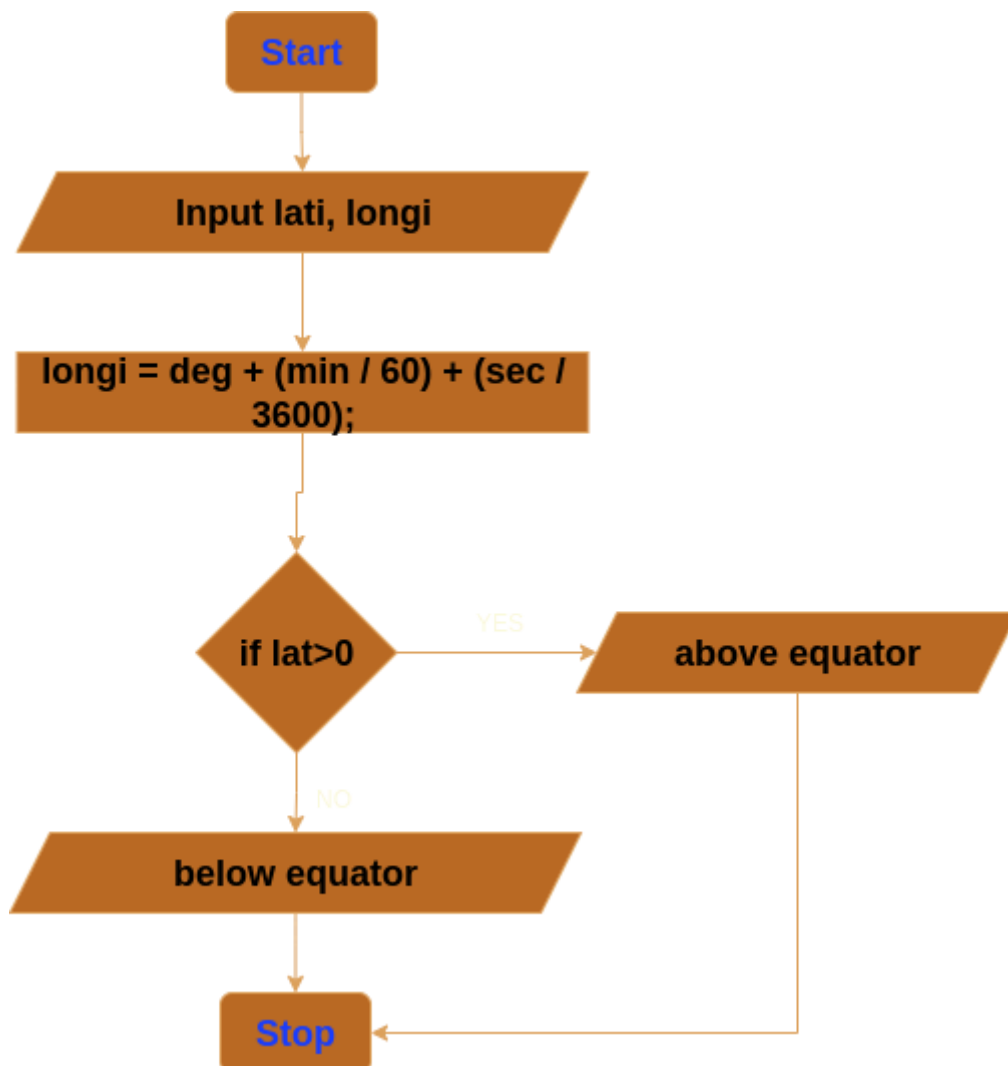 Start
Input lati, longi
longi = deg + (min / 60) + (sec /
3600);
if lat>0
YES
above equator
NO
below equator
Stop